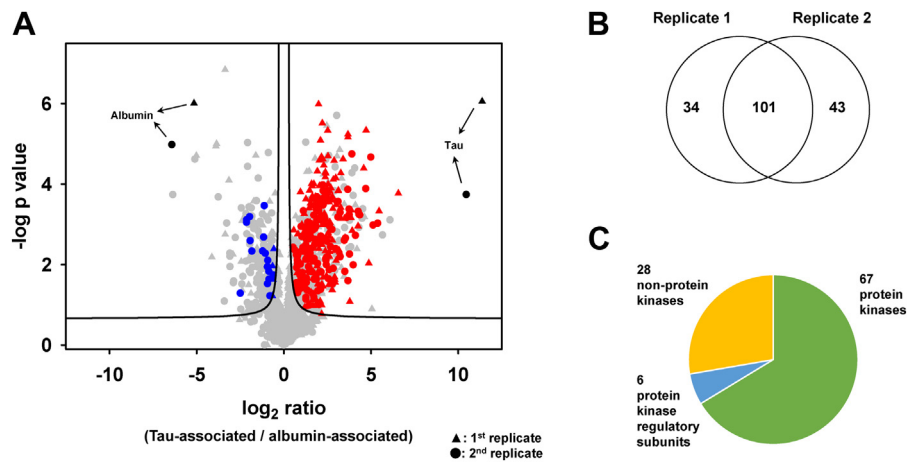 A
-log p value
6
4
2
0
Albumin
Tau
-10
-5
0
5
10
log2 ratio
(Tau-associated / albumin-associated)
▲: 1st replicate
●: 2nd replicate
B
Replicate 1
Replicate 2
34
101
43
C
28
non-protein
kinases
67
protein
kinases
6
protein
kinase
regulatory
subunits